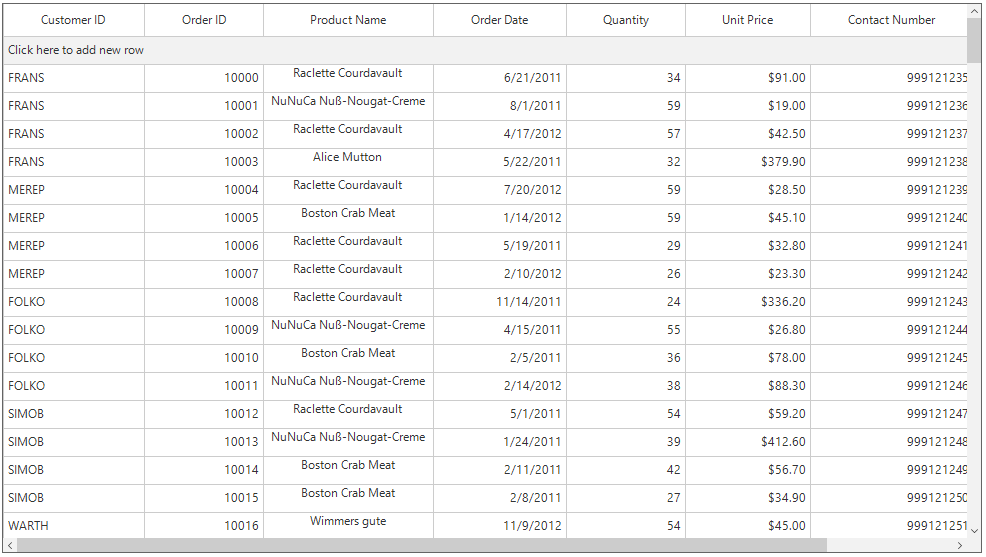 Customer ID Order ID Product Name Order Date Quantity Unit Price Contact Number
Click here to add new row
FRANS 10000 Raclette Courdavault 6/21/2011 34 $91.00 999121235
FRANS 10001 NuNuCa Nuß-Nougat-Creme 8/1/2011 59 $19.00 999121236
FRANS 10002 Raclette Courdavault 4/17/2012 57 $42.50 999121237
FRANS 10003 Alice Mutton 5/22/2011 32 $379.90 999121238
MEREP 10004 Raclette Courdavault 7/20/2012 59 $28.50 999121239
MEREP 10005 Boston Crab Meat 1/14/2012 59 $45.10 999121240
MEREP 10006 Raclette Courdavault 5/19/2011 29 $32.80 999121241
MEREP 10007 Raclette Courdavault 2/10/2012 26 $23.30 999121242
FOLKO 10008 Raclette Courdavault 11/14/2011 24 $336.20 999121243
FOLKO 10009 NuNuCa Nuß-Nougat-Creme 4/15/2011 55 $26.80 999121244
FOLKO 10010 Boston Crab Meat 2/5/2011 36 $78.00 999121245
FOLKO 10011 NuNuCa Nuß-Nougat-Creme 2/14/2012 38 $88.30 999121246
SIMOB 10012 Raclette Courdavault 5/1/2011 54 $59.20 999121247
SIMOB 10013 NuNuCa Nuß-Nougat-Creme 1/24/2011 39 $412.60 999121248
SIMOB 10014 Boston Crab Meat 2/11/2011 42 $56.70 999121249
SIMOB 10015 Boston Crab Meat 2/8/2011 27 $34.90 999121250
WARTH 10016 Wimmers gute 11/9/2012 54 $45.00 999121251